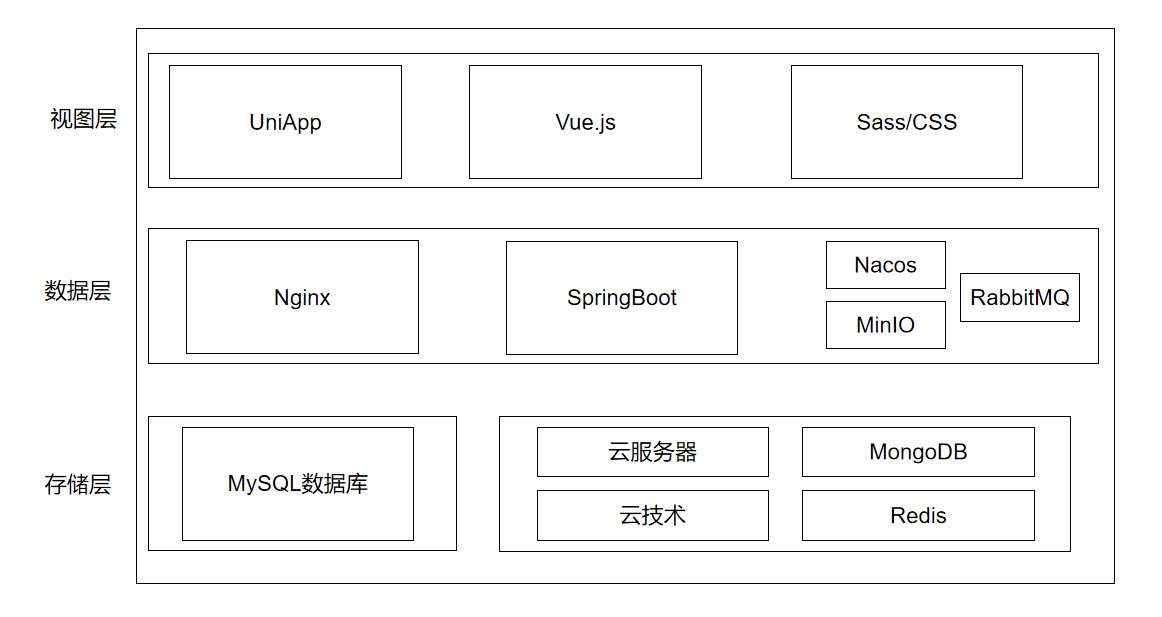 视图层
UniApp
Vue.js
Sass/CSS
数据层
Nginx
SpringBoot
Nacos
MinIO
RabbitMQ
存储层
MySQL数据库
云服务器
MongoDB
云技术
Redis